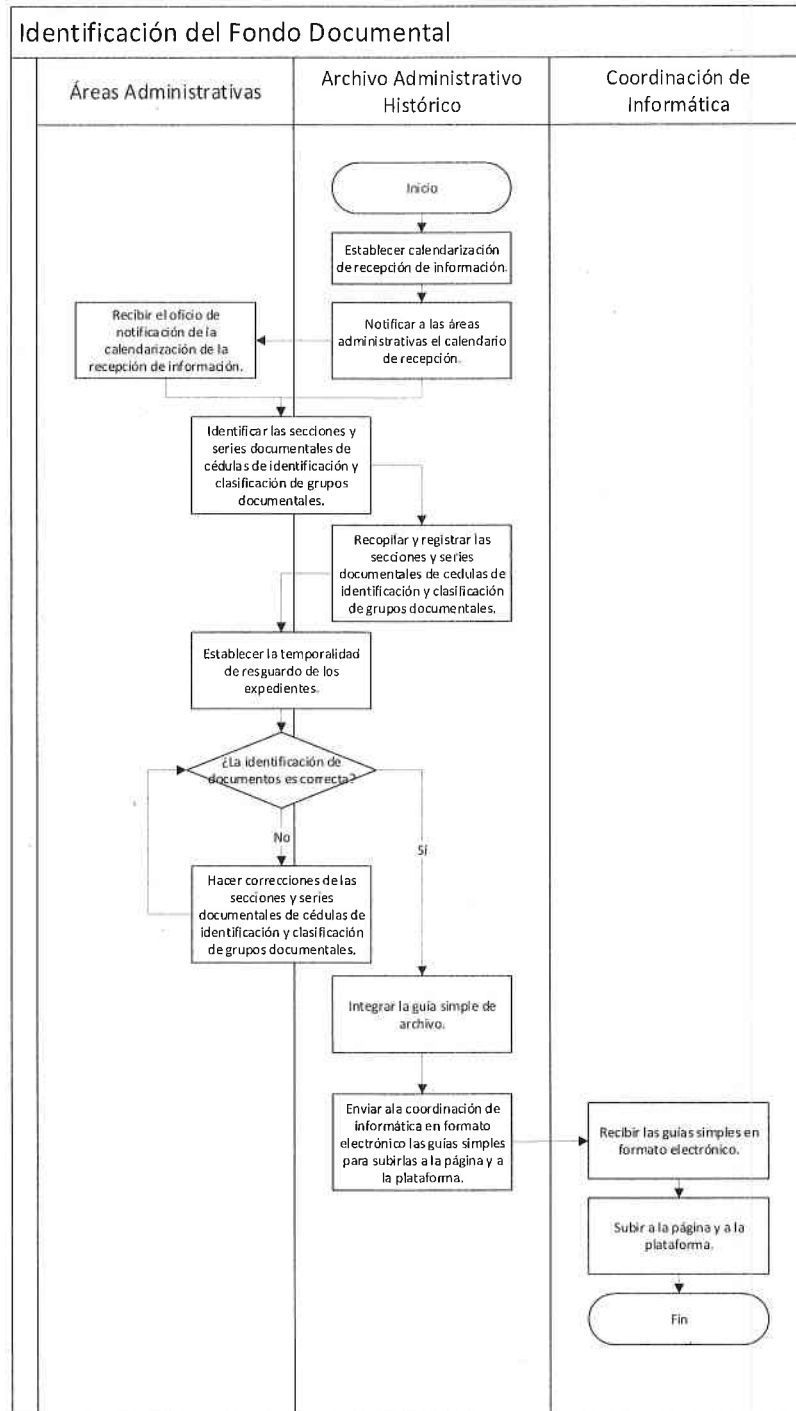 Identificación del Fondo Documental
Áreas Administrativas
Archivo Administrativo
Histórico
Coordinación de
Informática
Inicio
Establecer calendarización
de recepción de información.
Recibir el oficio de
notificación de la
calendarización de la
recepción de información.
Notificar a las áreas
administrativas el calendario
de recepción.
Identificar las secciones y
series documentales de
cédulas de identificación y
clasificación de grupos
documentales.
Recopilar y registrar las
secciones y series
documentales de cedulas de
identificación y clasificación
de grupos documentales.
Establecer la temporalidad
de resguardo de los
expedientes.
¿La identificación de
documentos es correcta?
No
Sí
Hacer correcciones de las
secciones y series
documentales de cédulas de
identificación y clasificación
de grupos documentales.
Integrar la guía simple de
archivo.
Enviar ala coordinación de
informática en formato
electrónico las guías simples
para subirlas a la página y a
la plataforma.
Recibir las guías simples en
formato electrónico.
Subir a la página y a la
plataforma.
Fin